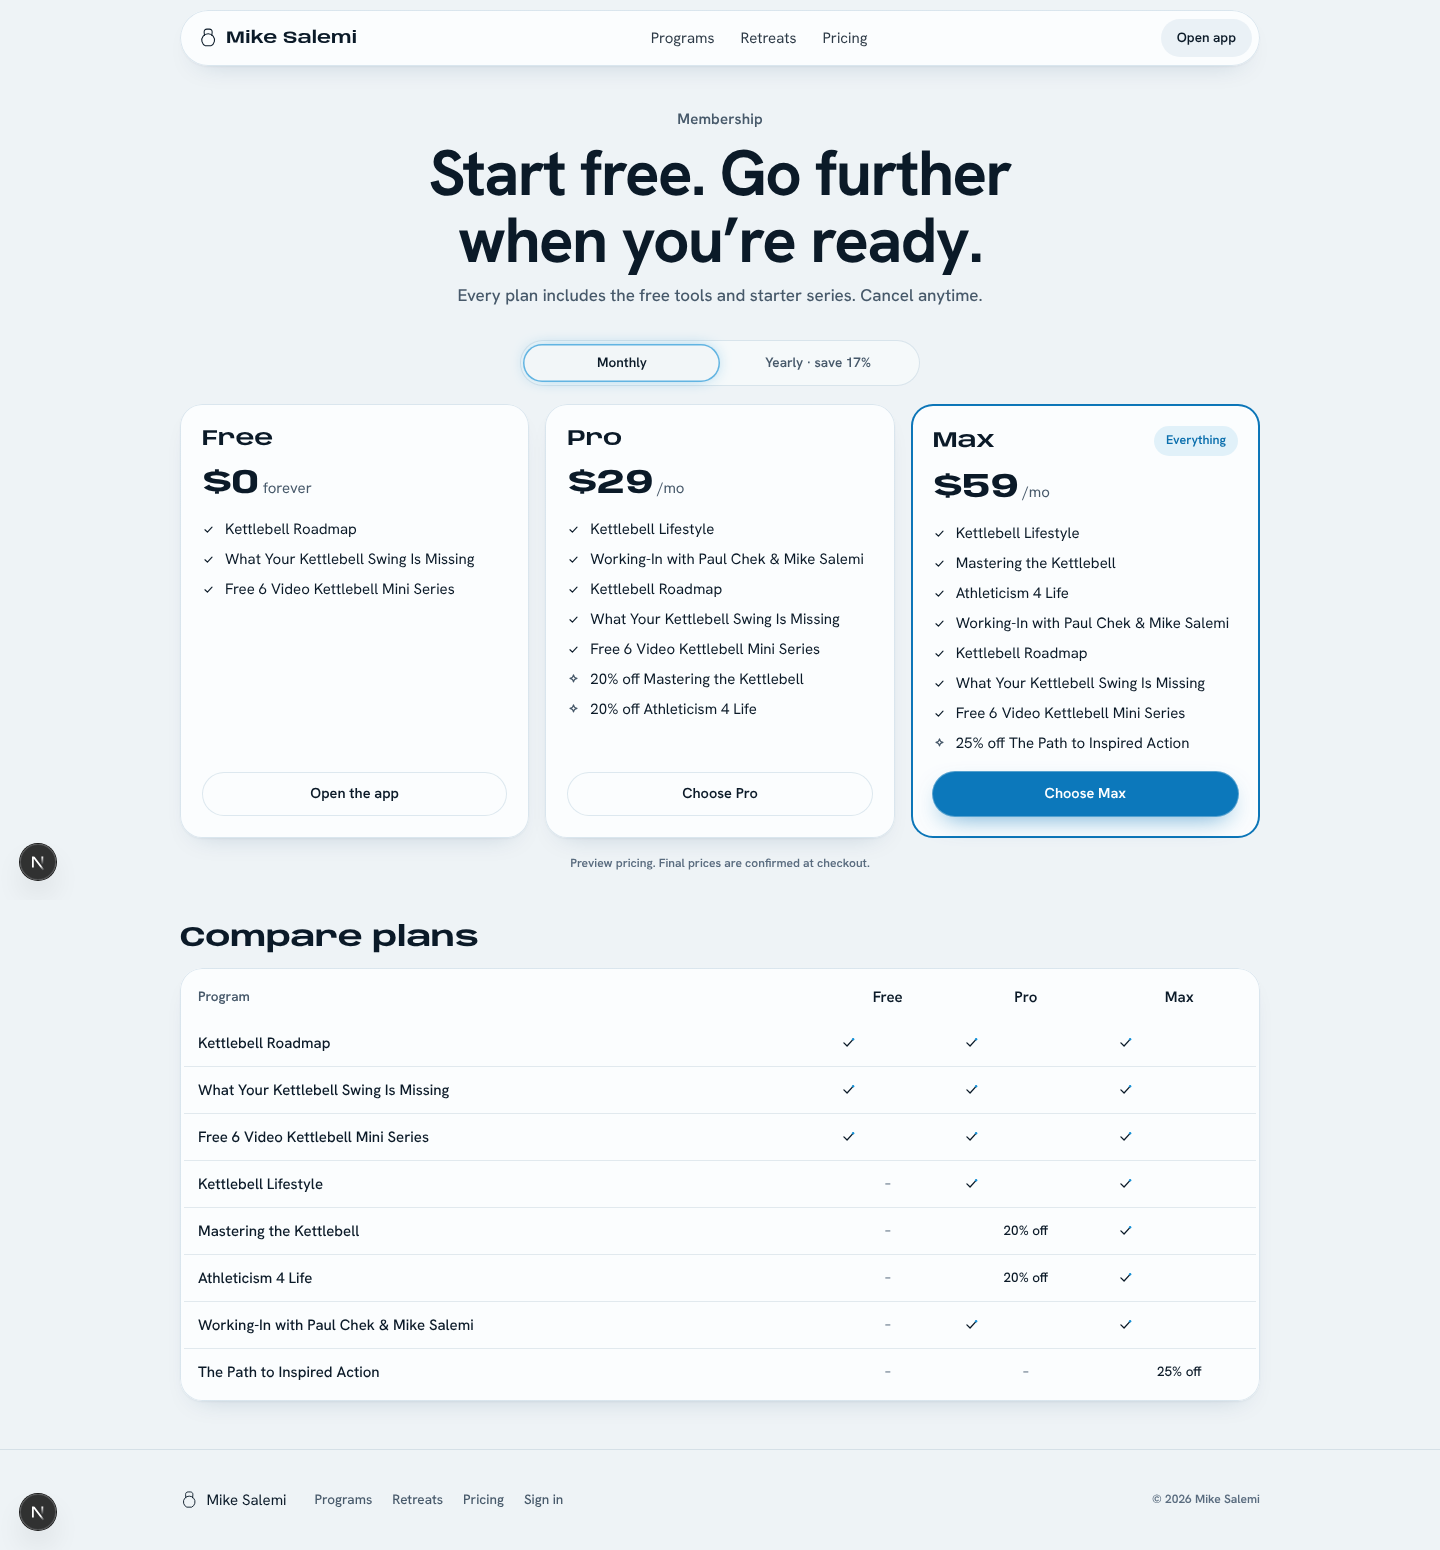 Mike Salemi
Programs Retreats Pricing
Open app
Membership
Start free. Go further
when you’re ready.
Every plan includes the free tools and starter series. Cancel anytime.
Monthly
Yearly · save 17%
Free
$0 forever
Kettlebell Roadmap
What Your Kettlebell Swing Is Missing
Free 6 Video Kettlebell Mini Series
Open the app
Pro
$29 /mo
Kettlebell Lifestyle
Working-In with Paul Chek & Mike Salemi
Kettlebell Roadmap
What Your Kettlebell Swing Is Missing
Free 6 Video Kettlebell Mini Series
20% off Mastering the Kettlebell
20% off Athleticism 4 Life
Choose Pro
Max
Everything
$59 /mo
Kettlebell Lifestyle
Mastering the Kettlebell
Athleticism 4 Life
Working-In with Paul Chek & Mike Salemi
Kettlebell Roadmap
What Your Kettlebell Swing Is Missing
Free 6 Video Kettlebell Mini Series
25% off The Path to Inspired Action
Choose Max
Preview pricing. Final prices are confirmed at checkout.
N
Compare plans
Program Free Pro Max
Kettlebell Roadmap ✓ ✓ ✓
What Your Kettlebell Swing Is Missing ✓ ✓ ✓
Free 6 Video Kettlebell Mini Series ✓ ✓ ✓
Kettlebell Lifestyle – ✓ ✓
Mastering the Kettlebell – 20% off ✓
Athleticism 4 Life – 20% off ✓
Working-In with Paul Chek & Mike Salemi – ✓ ✓
The Path to Inspired Action – – 25% off
Mike Salemi Programs Retreats Pricing Sign in
© 2026 Mike Salemi
N